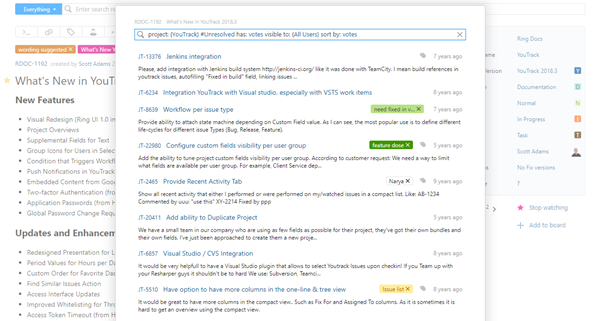 Everything
Enter search req
RDOC-1192 What's New in YouTrack 2018.3
project: {YouTrack} #Unresolved has: votes visible to: {All Users} sort by: votes
wording suggested
What's New in Y
RDOC-1192 created by Scott Adams 2
What's New in YouTrack
New Features
Visual Redesign (Ring UI 1.0 in
Project Overviews
Supplemental Fields for Text
Group Icons for Users in Selec
Condition that Triggers Workf
Push Notifications in YouTrack
Embedded Content from Goog
Two-factor Authentication (fro
Application Passwords (from H
Global Password Change Requ
Updates and Enhancem
Redesigned Presentation for L
Period Values for Hours per Da
Custom Order for Favorite Das
Find Similar Issues Action
Access Interface Updates
Improved Whitelisting for Thro
Access Token Timeout (from H
JT-13376 Jenkins integration 7 years ago
Please, add integration with Jenkins build system http://jenkins-ci.org/ like it was done with TeamCity. I mean build references in
youtrack issues, autofilling "Fixed in build" field, linking issues ...
JT-6234 Integration YouTrack with Visual studio, especially with VSTS work items 8 years ago
JT-8639 Workflow per issue type need fixed in v... 7 years ago
Provide ability to attach state machine depending on Custom Field value. As I can see, the most popular use is to define different
life-cycles for different issue Types (Bug, Release, Feature).
JT-22980 Configure custom fields visibility per user group feature dose 5 years ago
Add the ability to tune project custom fields visibility per user group. According to customer request: We need a way to limit
what fields are available per user group. For example, Client Service dep...
JT-2465 Provide Recent Activity Tab Narya 9 years ago
Show all recent activity that either I performed or were performed on my/watched issues in a compact list. Like: AB-1234
Commented by uuu: "use this" XY-2214 Fixed by ppp
JT-20411 Add ability to Duplicate Project 5 years ago
We have a small team in our company who are using as few fields as possible for their project, they've got their own bundles and
their own fields. I've just been approached to create them a new proje...
JT-6857 Visual Studio / CVS Integration 8 years ago
It would be very helpful to have a Visual Studio plugin that allows to select Youtrack Issues upon checkin! If you Team up with
your Resharper guys it shouldn't be to hard We use: Subversion, Teamci...
JT-5510 Have option to have more columns in the one-line & tree view Issue list 8 years ago
It would be great to have more columns in the compact view.. Such as Fix For and Assigned To columns. As it is sometimes it is
hard to get an overview using the compact view.
Ring Docs
YouTrack
Version YouTrack 2018.3 Y
Documentation D
Normal N
In Progress I
Task T
Scott Adams
No Fix versions
?
2
Stop watching
Add to board